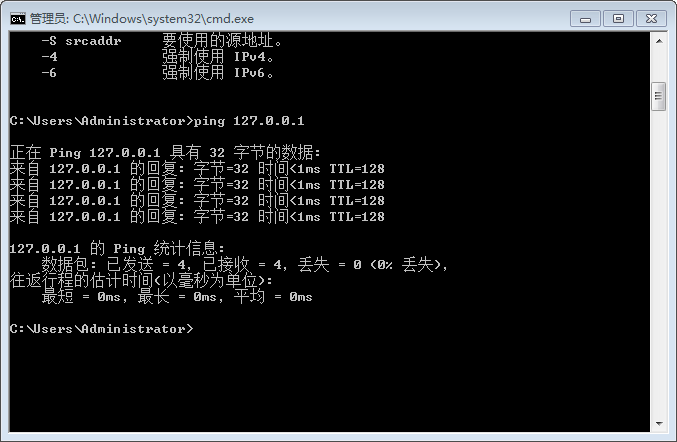 管理员: C:\Windows\system32\cmd.exe
-S srcaddr 要使用的源地址。
-4 强制使用 IPv4。
-6 强制使用 IPv6。
C:\Users\Administrator>ping 127.0.0.1
正在 Ping 127.0.0.1 具有 32 字节的数据:
来自 127.0.0.1 的回复: 字节=32 时间<1ms TTL=128
来自 127.0.0.1 的回复: 字节=32 时间<1ms TTL=128
来自 127.0.0.1 的回复: 字节=32 时间<1ms TTL=128
来自 127.0.0.1 的回复: 字节=32 时间<1ms TTL=128
127.0.0.1 的 Ping 统计信息:
数据包: 已发送 = 4, 已接收 = 4, 丢失 = 0 (0% 丢失),
往返行程的估计时间(以毫秒为单位):
最短 = 0ms, 最长 = 0ms, 平均 = 0ms
C:\Users\Administrator>